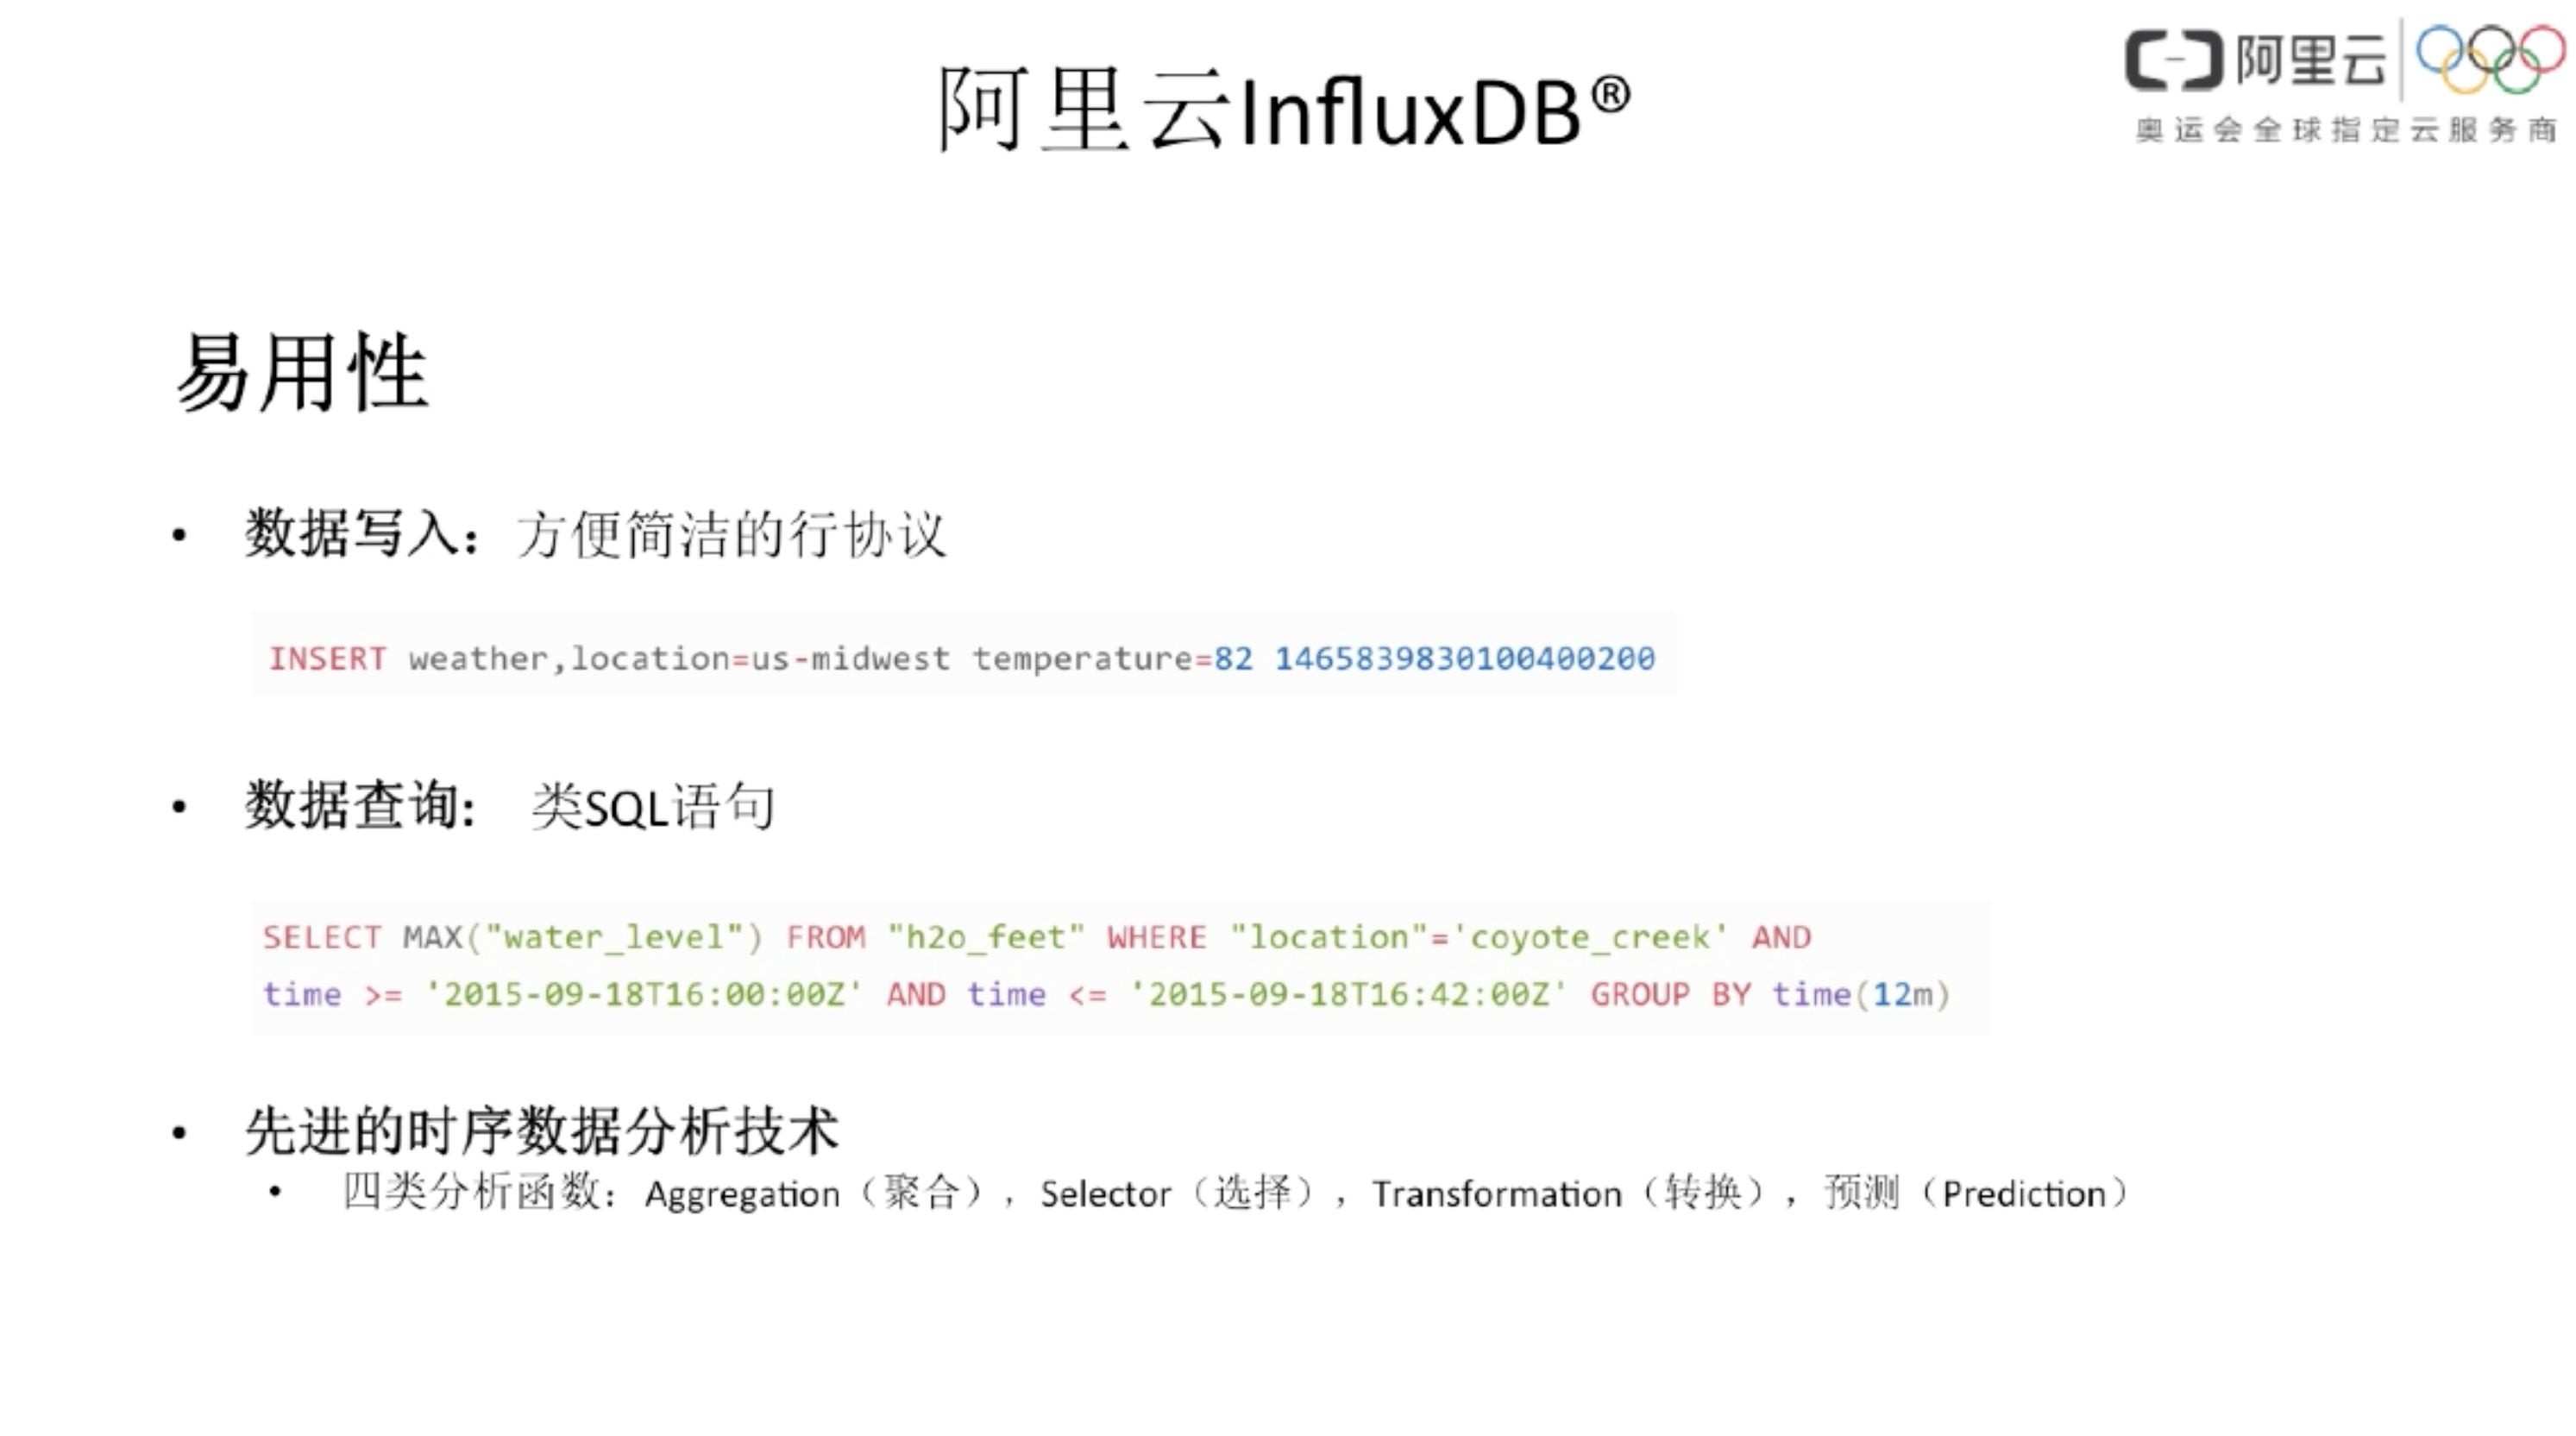 阿里云InfluxDB®
阿里云
奥运会全球指定云服务商
易用性
• 数据写入：方便简洁的行协议
INSERT weather,location=us-midwest temperature=82 1465839830100400200
• 数据查询： 类SQL语句
SELECT MAX("water_level") FROM "h2o_feet" WHERE "location"='coyote_creek' AND
time >= '2015-09-18T16:00:00Z' AND time <= '2015-09-18T16:42:00Z' GROUP BY time(12m)
• 先进的时序数据分析技术
• 四类分析函数：Aggregation（聚合），Selector（选择），Transformation（转换），预测（Prediction）